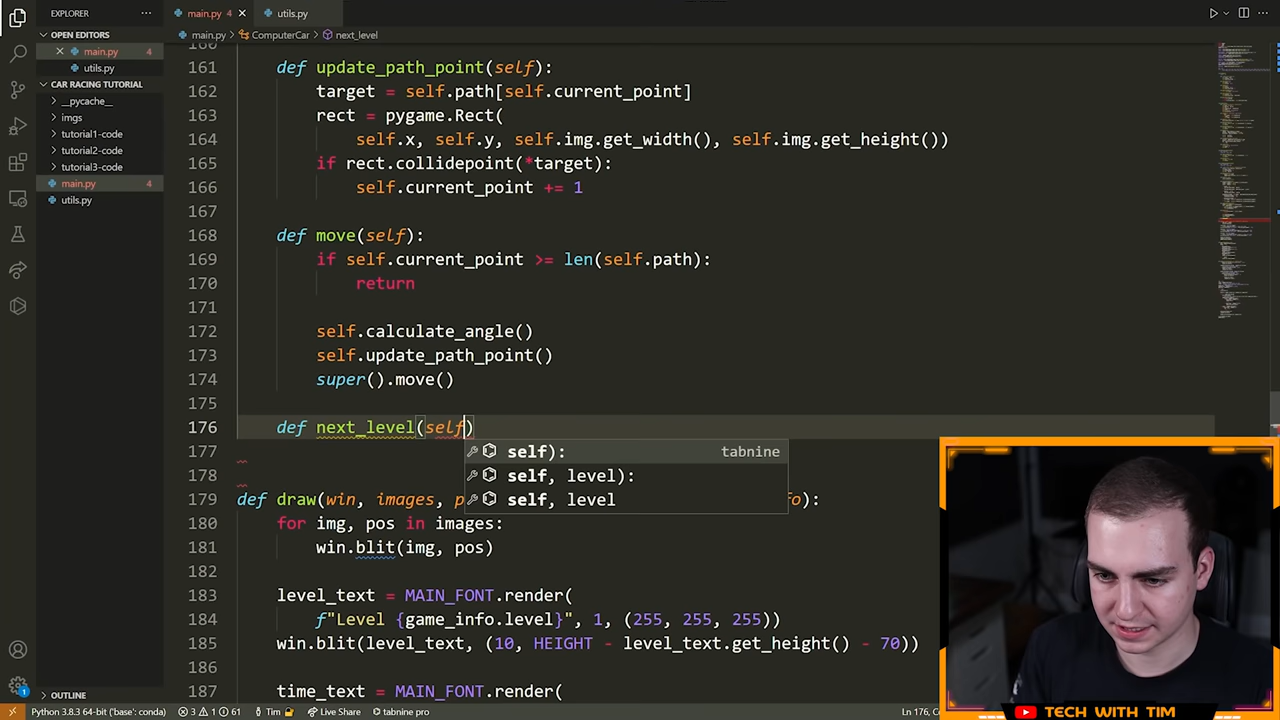 EXPLORER
OPEN EDITORS
main.py 4
utils.py
CAR RACING TUTORIAL
__pycache__
imgs
tutorial1-code
tutorial2-code
tutorial3-code
main.py 4
utils.py
OUTLINE
main.py 4
utils.py
main.py > ComputerCar > next_level
161 def update_path_point(self):
162 target = self.path[self.current_point]
163 rect = pygame.Rect(
164 self.x, self.y, self.img.get_width(), self.img.get_height())
165 if rect.collidepoint(*target):
166 self.current_point += 1
167
168 def move(self):
169 if self.current_point >= len(self.path):
170 return
171
172 self.calculate_angle()
173 self.update_path_point()
174 super().move()
175
176 def next_level(self)
self): tabnine
self, level):
self, level
177
178
179 def draw(win, images, p fo):
180 for img, pos in images:
181 win.blit(img, pos)
182
183 level_text = MAIN_FONT.render(
184 f"Level {game_info.level}", 1, (255, 255, 255))
185 win.blit(level_text, (10, HEIGHT - level_text.get_height() - 70))
186
187 time_text = MAIN_FONT.render(
TECH WITH TIM
1
Python 3.8.3 64-bit ('base': conda) 3 1 61 Tim Live Share tabnine pro Ln 176,